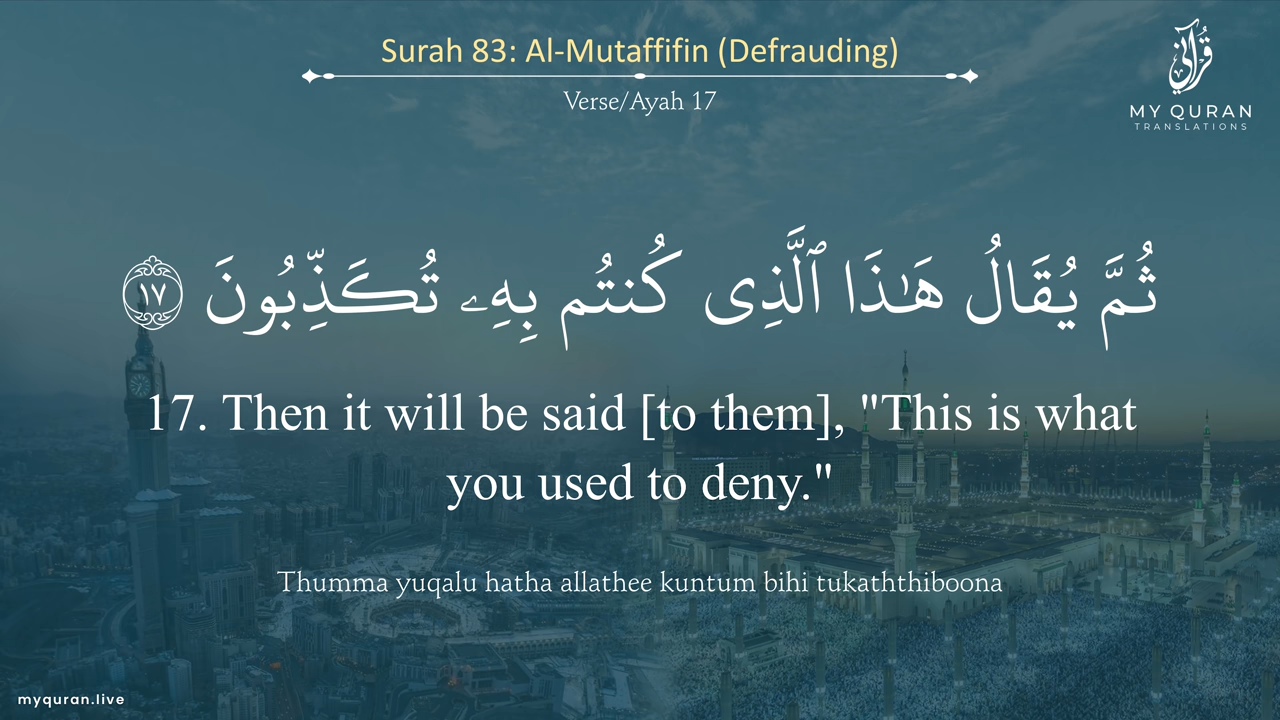 Surah 83: Al-Mutaffifin (Defrauding)
Verse/Ayah 17
قرآني
MY QURAN
TRANSLATIONS
ثُمَّ يُقَالُ هَـٰذَا ٱلَّذِى كُنتُم بِهِۦ تُكَذِّبُونَ ١٧
17. Then it will be said [to them], "This is what
you used to deny."
Thumma yuqalu hatha allathee kuntum bihi tukaththiboona
myquran.live